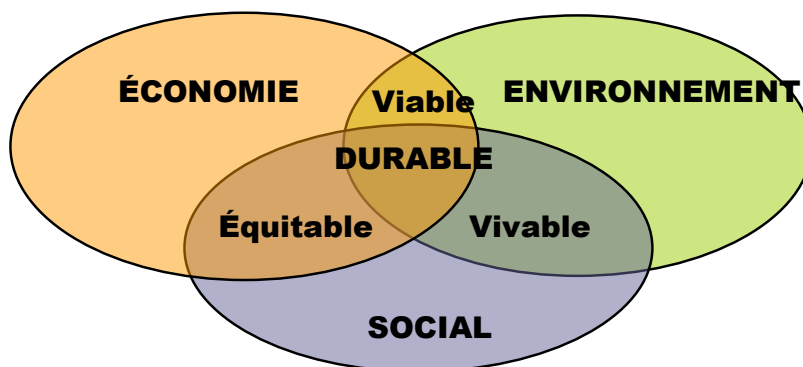 ÉCONOMIE
ENVIRONNEMENT
Viable
DURABLE
Équitable
Vivable
SOCIAL